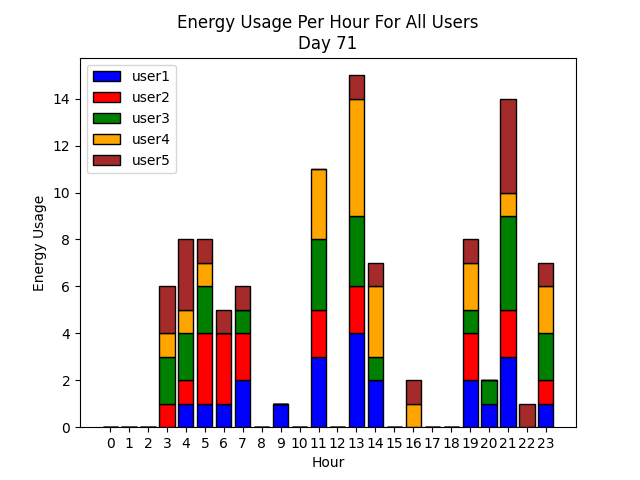 Energy Usage Per Hour For All Users
Day 71
user1
user2
user3
user4
user5
Energy Usage
14
12
10
8
6
4
2
0
0 1 2 3 4 5 6 7 8 9 10 11 12 13 14 15 16 17 18 19 20 21 22 23
Hour